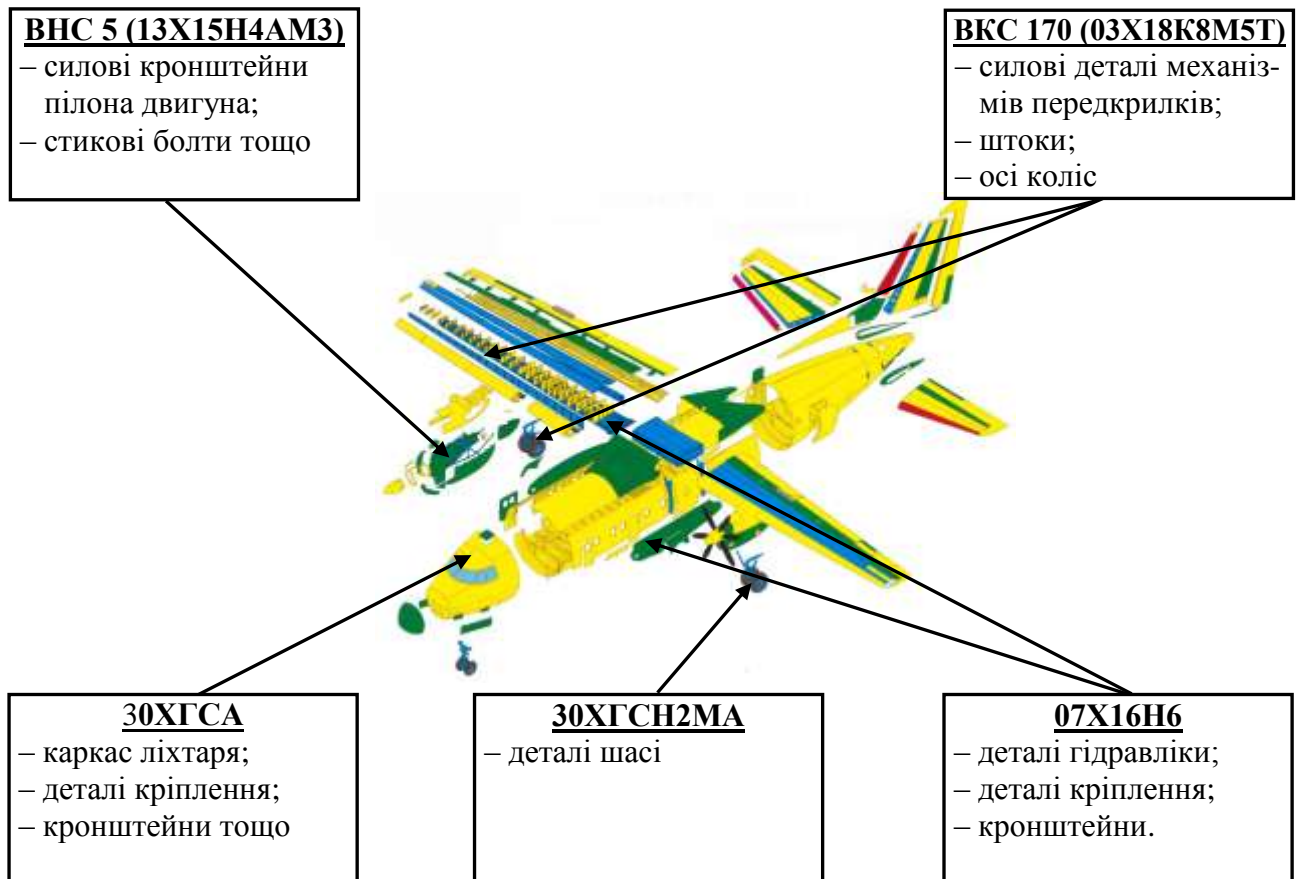 ВНС 5 (13Х15Н4АМ3)
– силові кронштейни
пілона двигуна;
– стикові болти тощо
ВКС 170 (03Х18К8М5Т)
– силові деталі механіз-
мів передкрилків;
– штоки;
– осі коліс
30ХГСА
– каркас ліхтаря;
– деталі кріплення;
– кронштейни тощо
30ХГСН2МА
– деталі шасі
07Х16Н6
– деталі гідравліки;
– деталі кріплення;
– кронштейни.